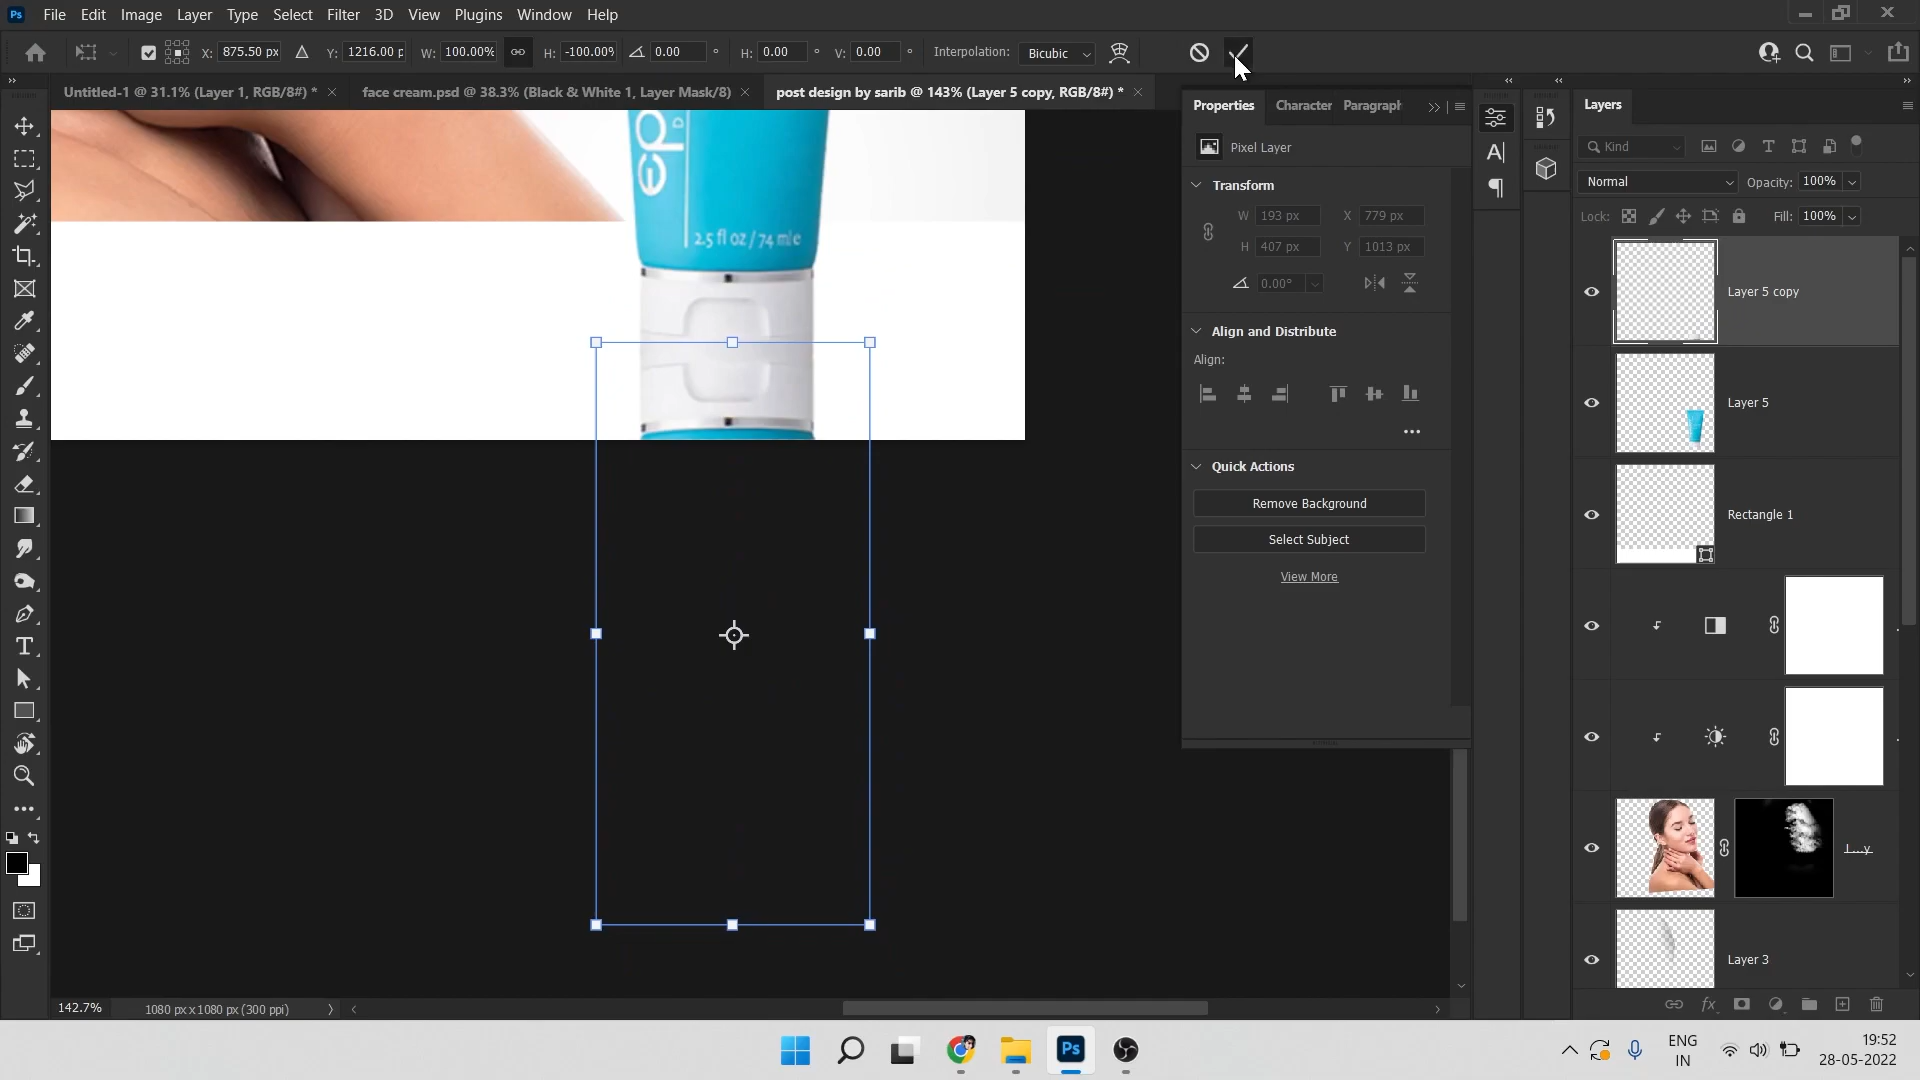 Ps File Edit Image Layer Type Select Filter 3D View Plugins Window Help
X: 875.50 px Y: 1216.00 p W: 100.00% H: -100.00% 0.00 ° H: 0.00 ° V: 0.00 ° Interpolation: Bicubic
Untitled-1 @ 31.1% (Layer 1, RGB/8#) * × face cream.psd @ 38.3% (Black & White 1, Layer Mask/8) × post design by sarib @ 143% (Layer 5 copy, RGB/8#) * ×
Properties Character Paragraph
Pixel Layer
Transform
W 193 px X 779 px
H 407 px Y 1013 px
0.00°
Align and Distribute
Align:
Quick Actions
Remove Background
Select Subject
View More
Layers
Kind
Normal Opacity: 100%
Lock: Fill: 100%
Layer 5 copy
Layer 5
Rectangle 1
Layer 3
ep
D
2.5 fl oz / 74 mle
142.7% 1080 px x 1080 px (300 ppi)
Ps
ENG
IN
19:52
28-05-2022